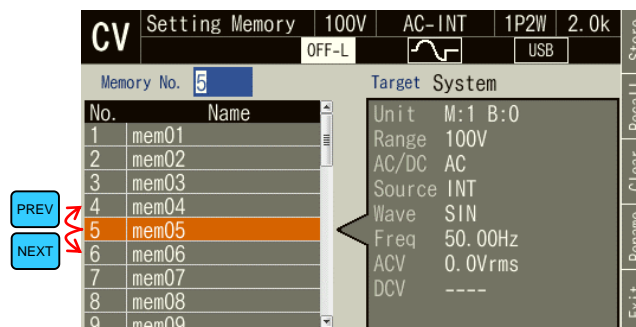 CV Setting Memory 100V AC-INT 1P2W 2.0k
OFF-L USB
Memory No. 5 Target System
No. Name
1 mem01
2 mem02
3 mem03
4 mem04
5 mem05
6 mem06
7 mem07
8 mem08
9 mem09
PREV
NEXT
Unit M:1 B:0
Range 100V
AC/DC AC
Source INT
Wave SIN
Freq 50.00Hz
ACV 0.0Vrms
DCV ----
Store
Recall
Clear
Rename
Exit